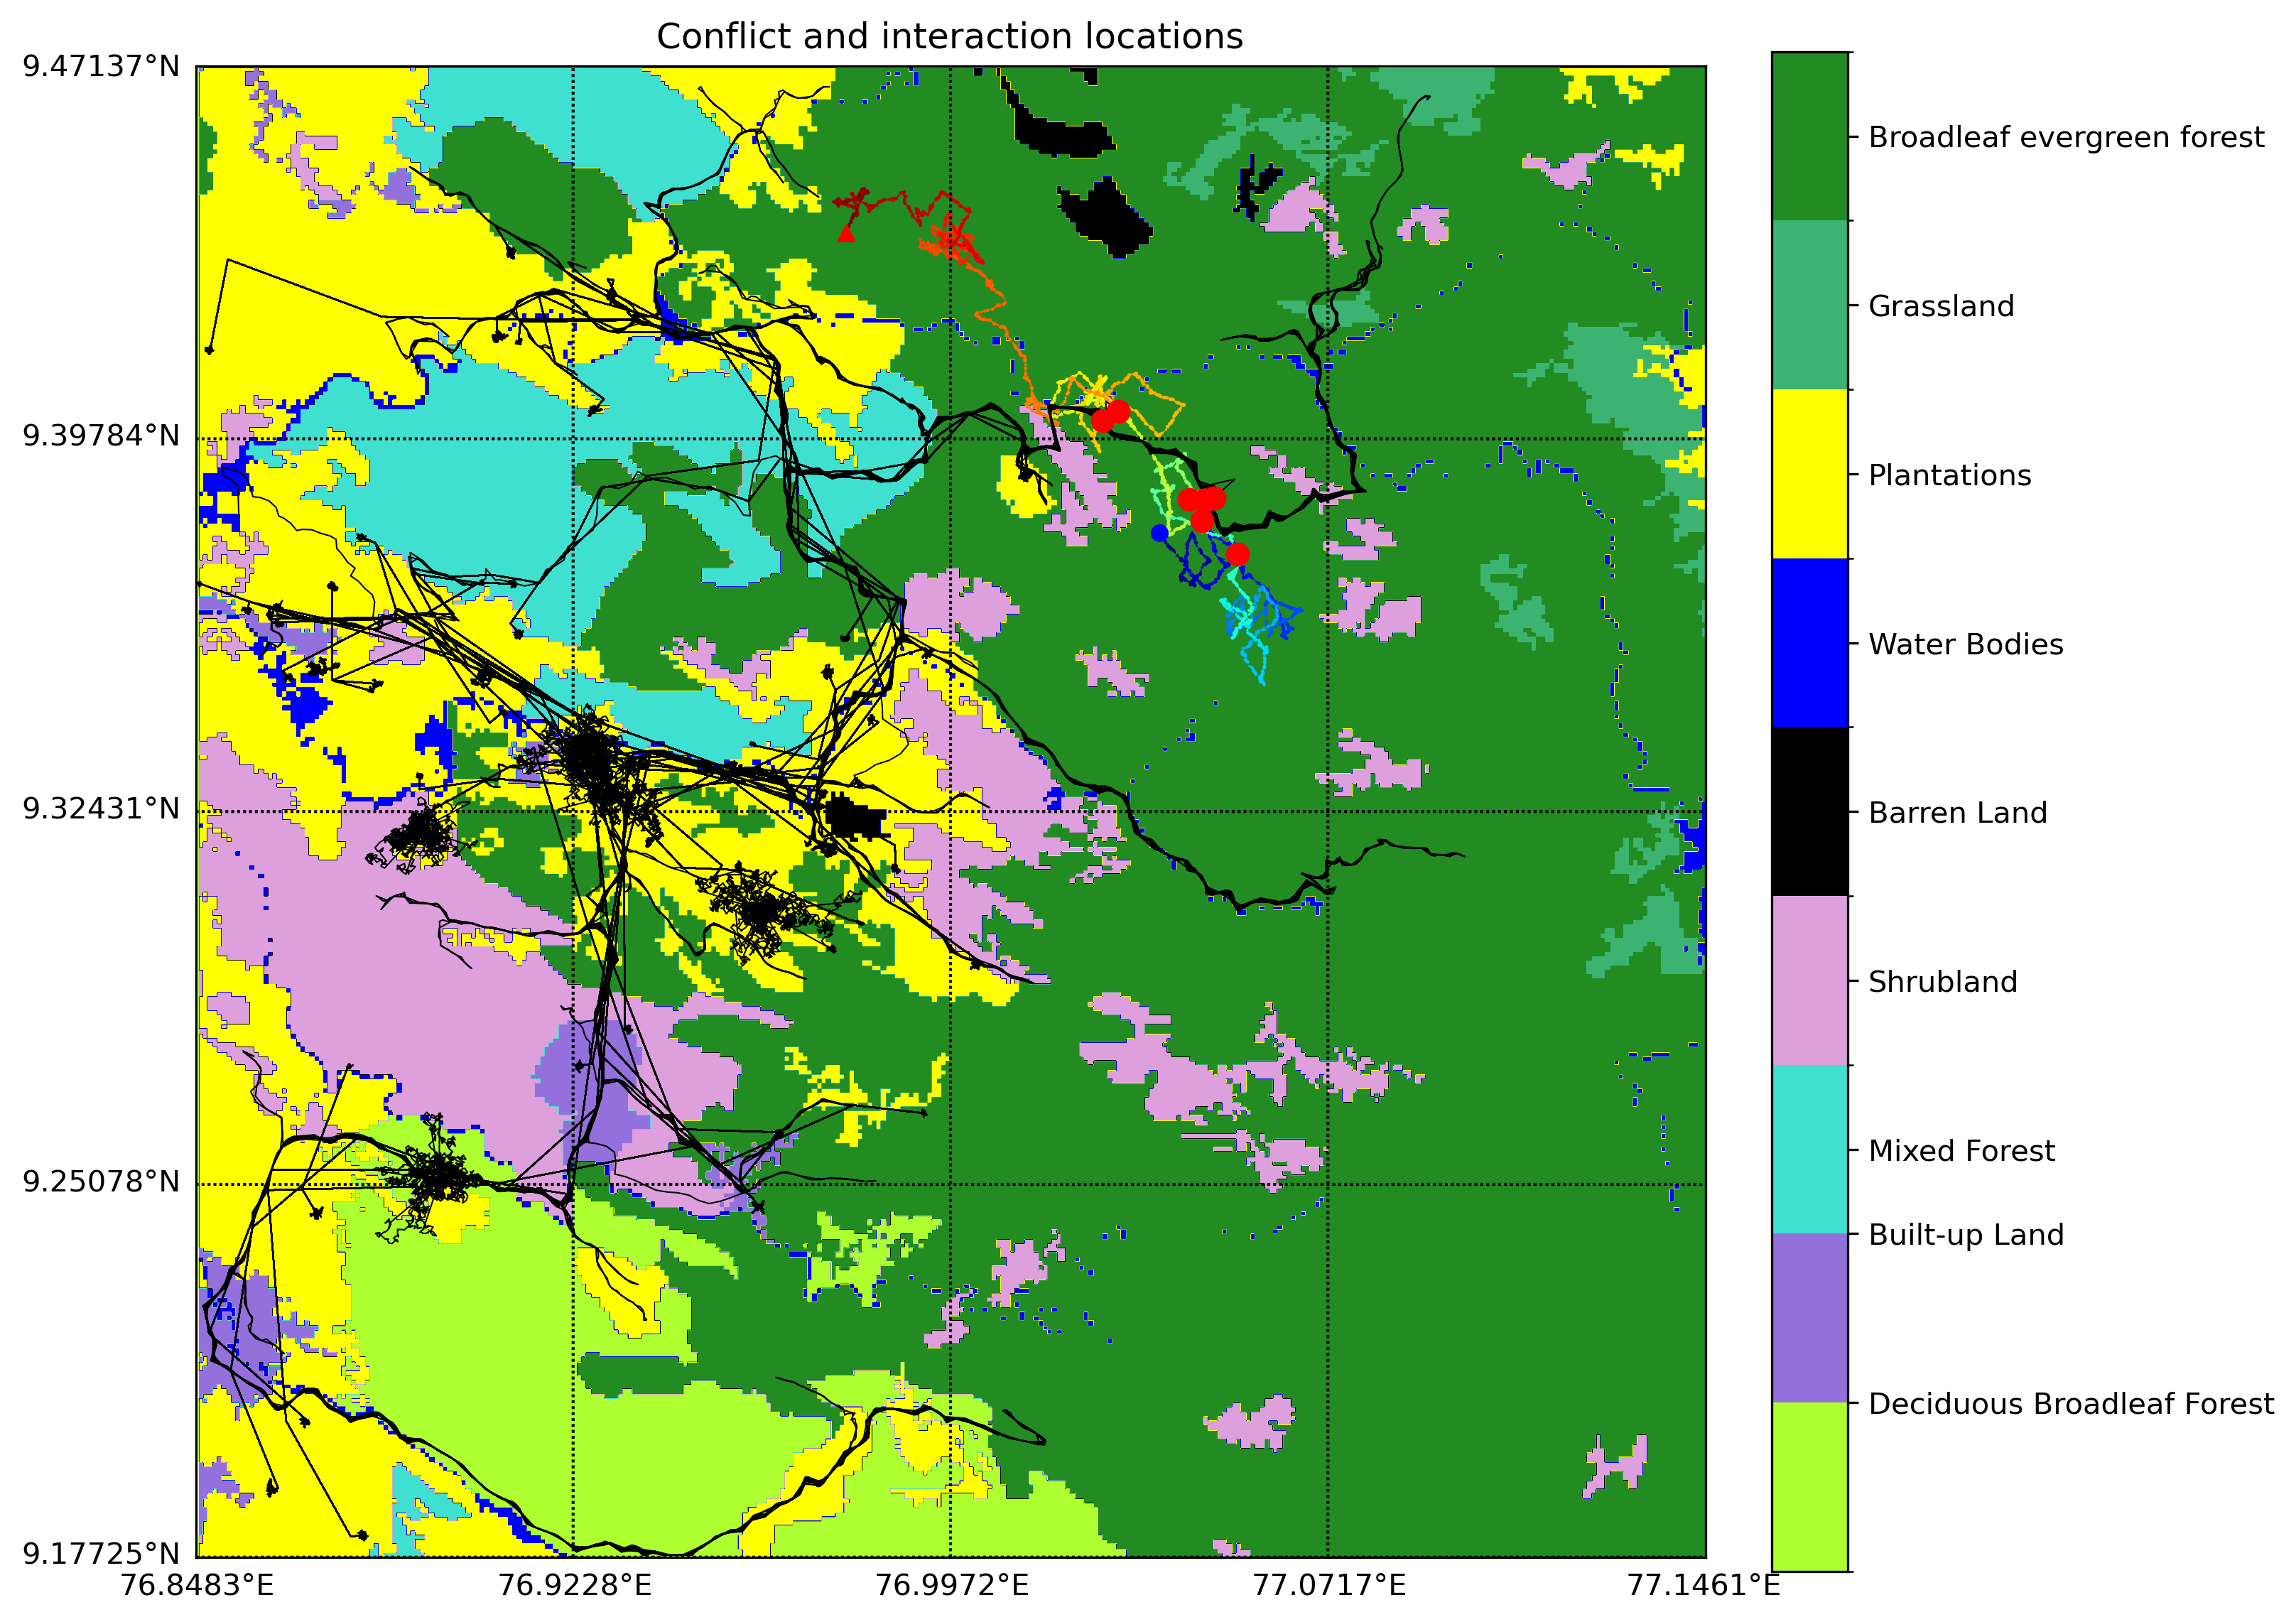 Conflict and interaction locations
9.47137°N
9.39784°N
9.32431°N
9.25078°N
9.17725°N
76.8483°E
76.9228°E
76.9972°E
77.0717°E
77.1461°E
Broadleaf evergreen forest
Grassland
Plantations
Water Bodies
Barren Land
Shrubland
Mixed Forest
Built-up Land
Deciduous Broadleaf Forest